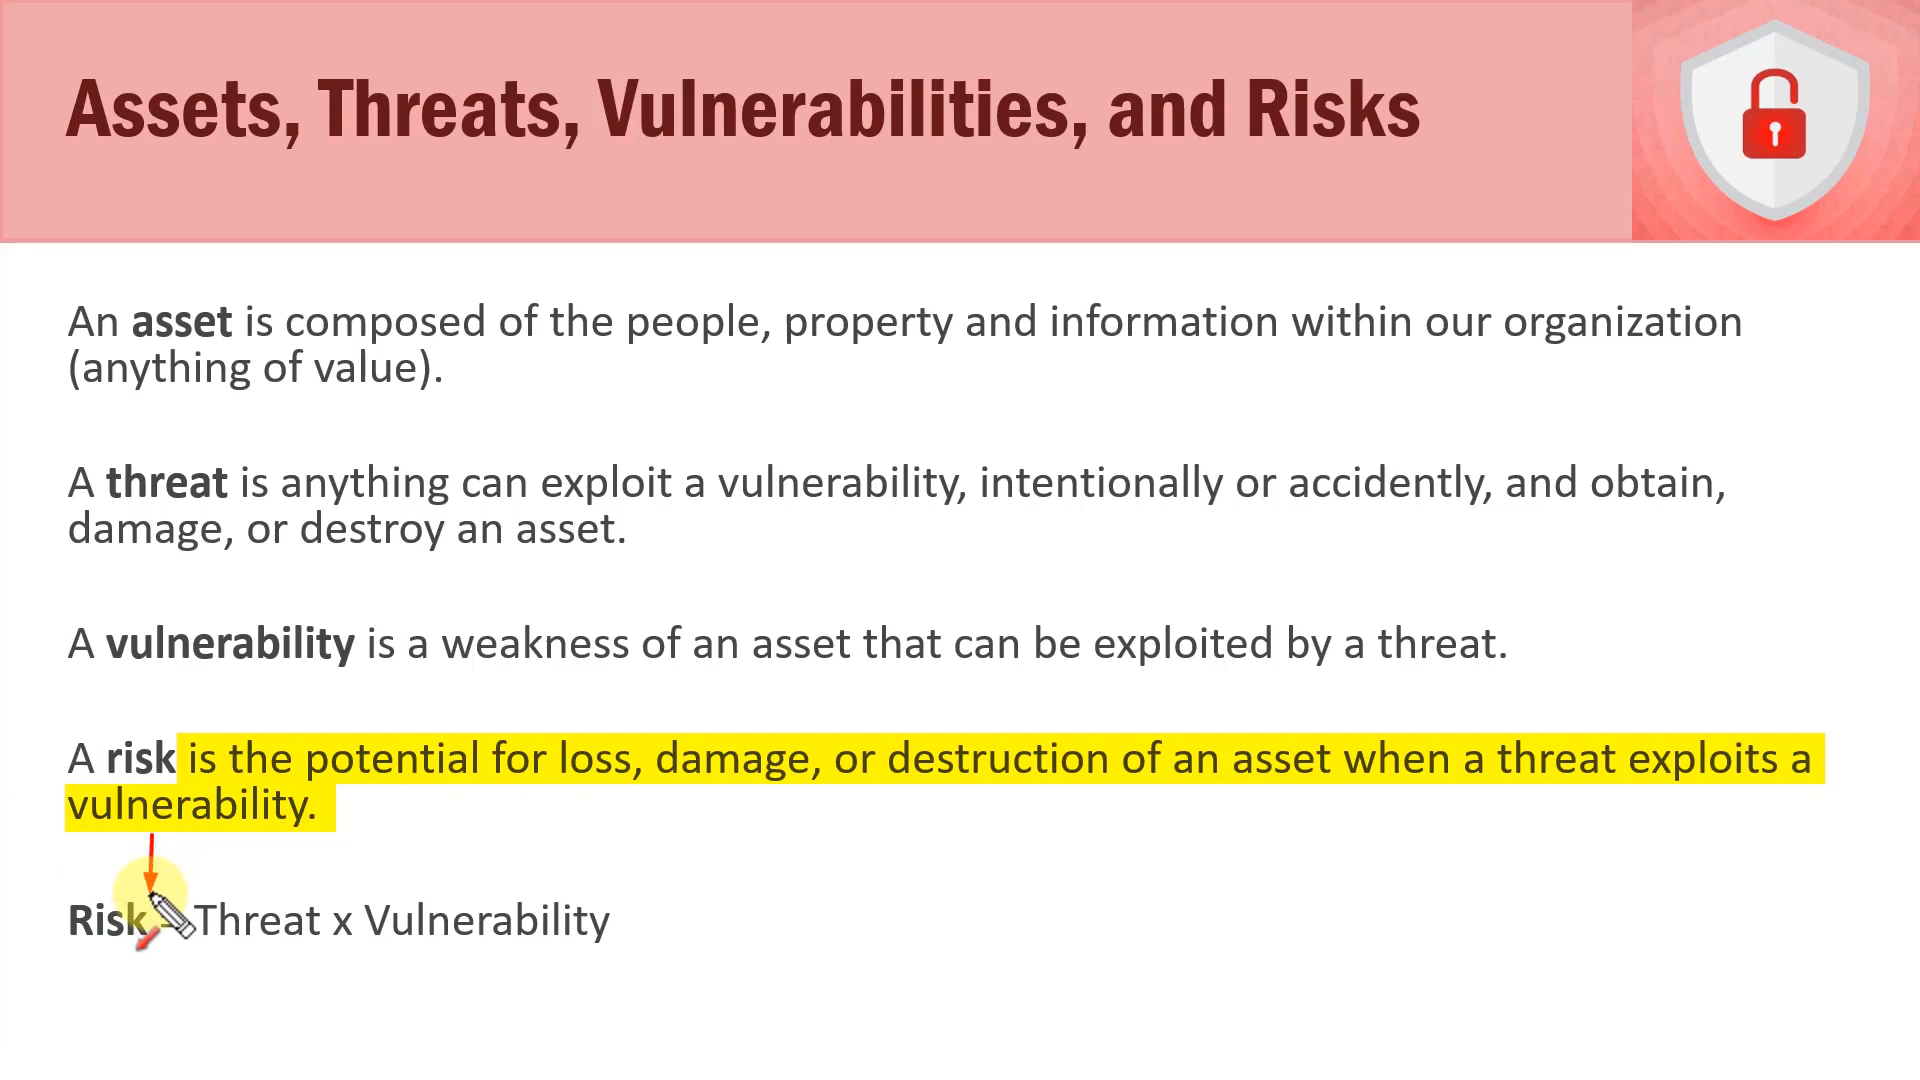 Assets, Threats, Vulnerabilities, and Risks
An asset is composed of the people, property and information within our organization
(anything of value).
A threat is anything can exploit a vulnerability, intentionally or accidently, and obtain,
damage, or destroy an asset.
A vulnerability is a weakness of an asset that can be exploited by a threat.
A risk is the potential for loss, damage, or destruction of an asset when a threat exploits a
vulnerability.
Risk = Threat x Vulnerability